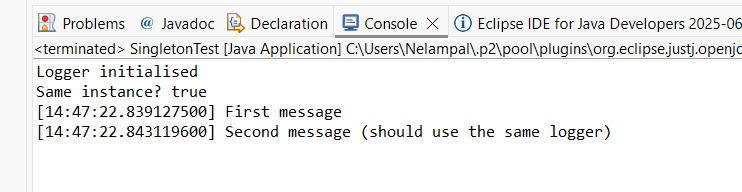 Problems @ Javadoc Declaration Console Eclipse IDE for Java Developers 2025-06
<terminated> SingletonTest [Java Application] C:\Users\Nelampal\.p2\pool\plugins\org.eclipse.justj.openjd
Logger initialised
Same instance? true
[14:47:22.839127500] First message
[14:47:22.843119600] Second message (should use the same logger)